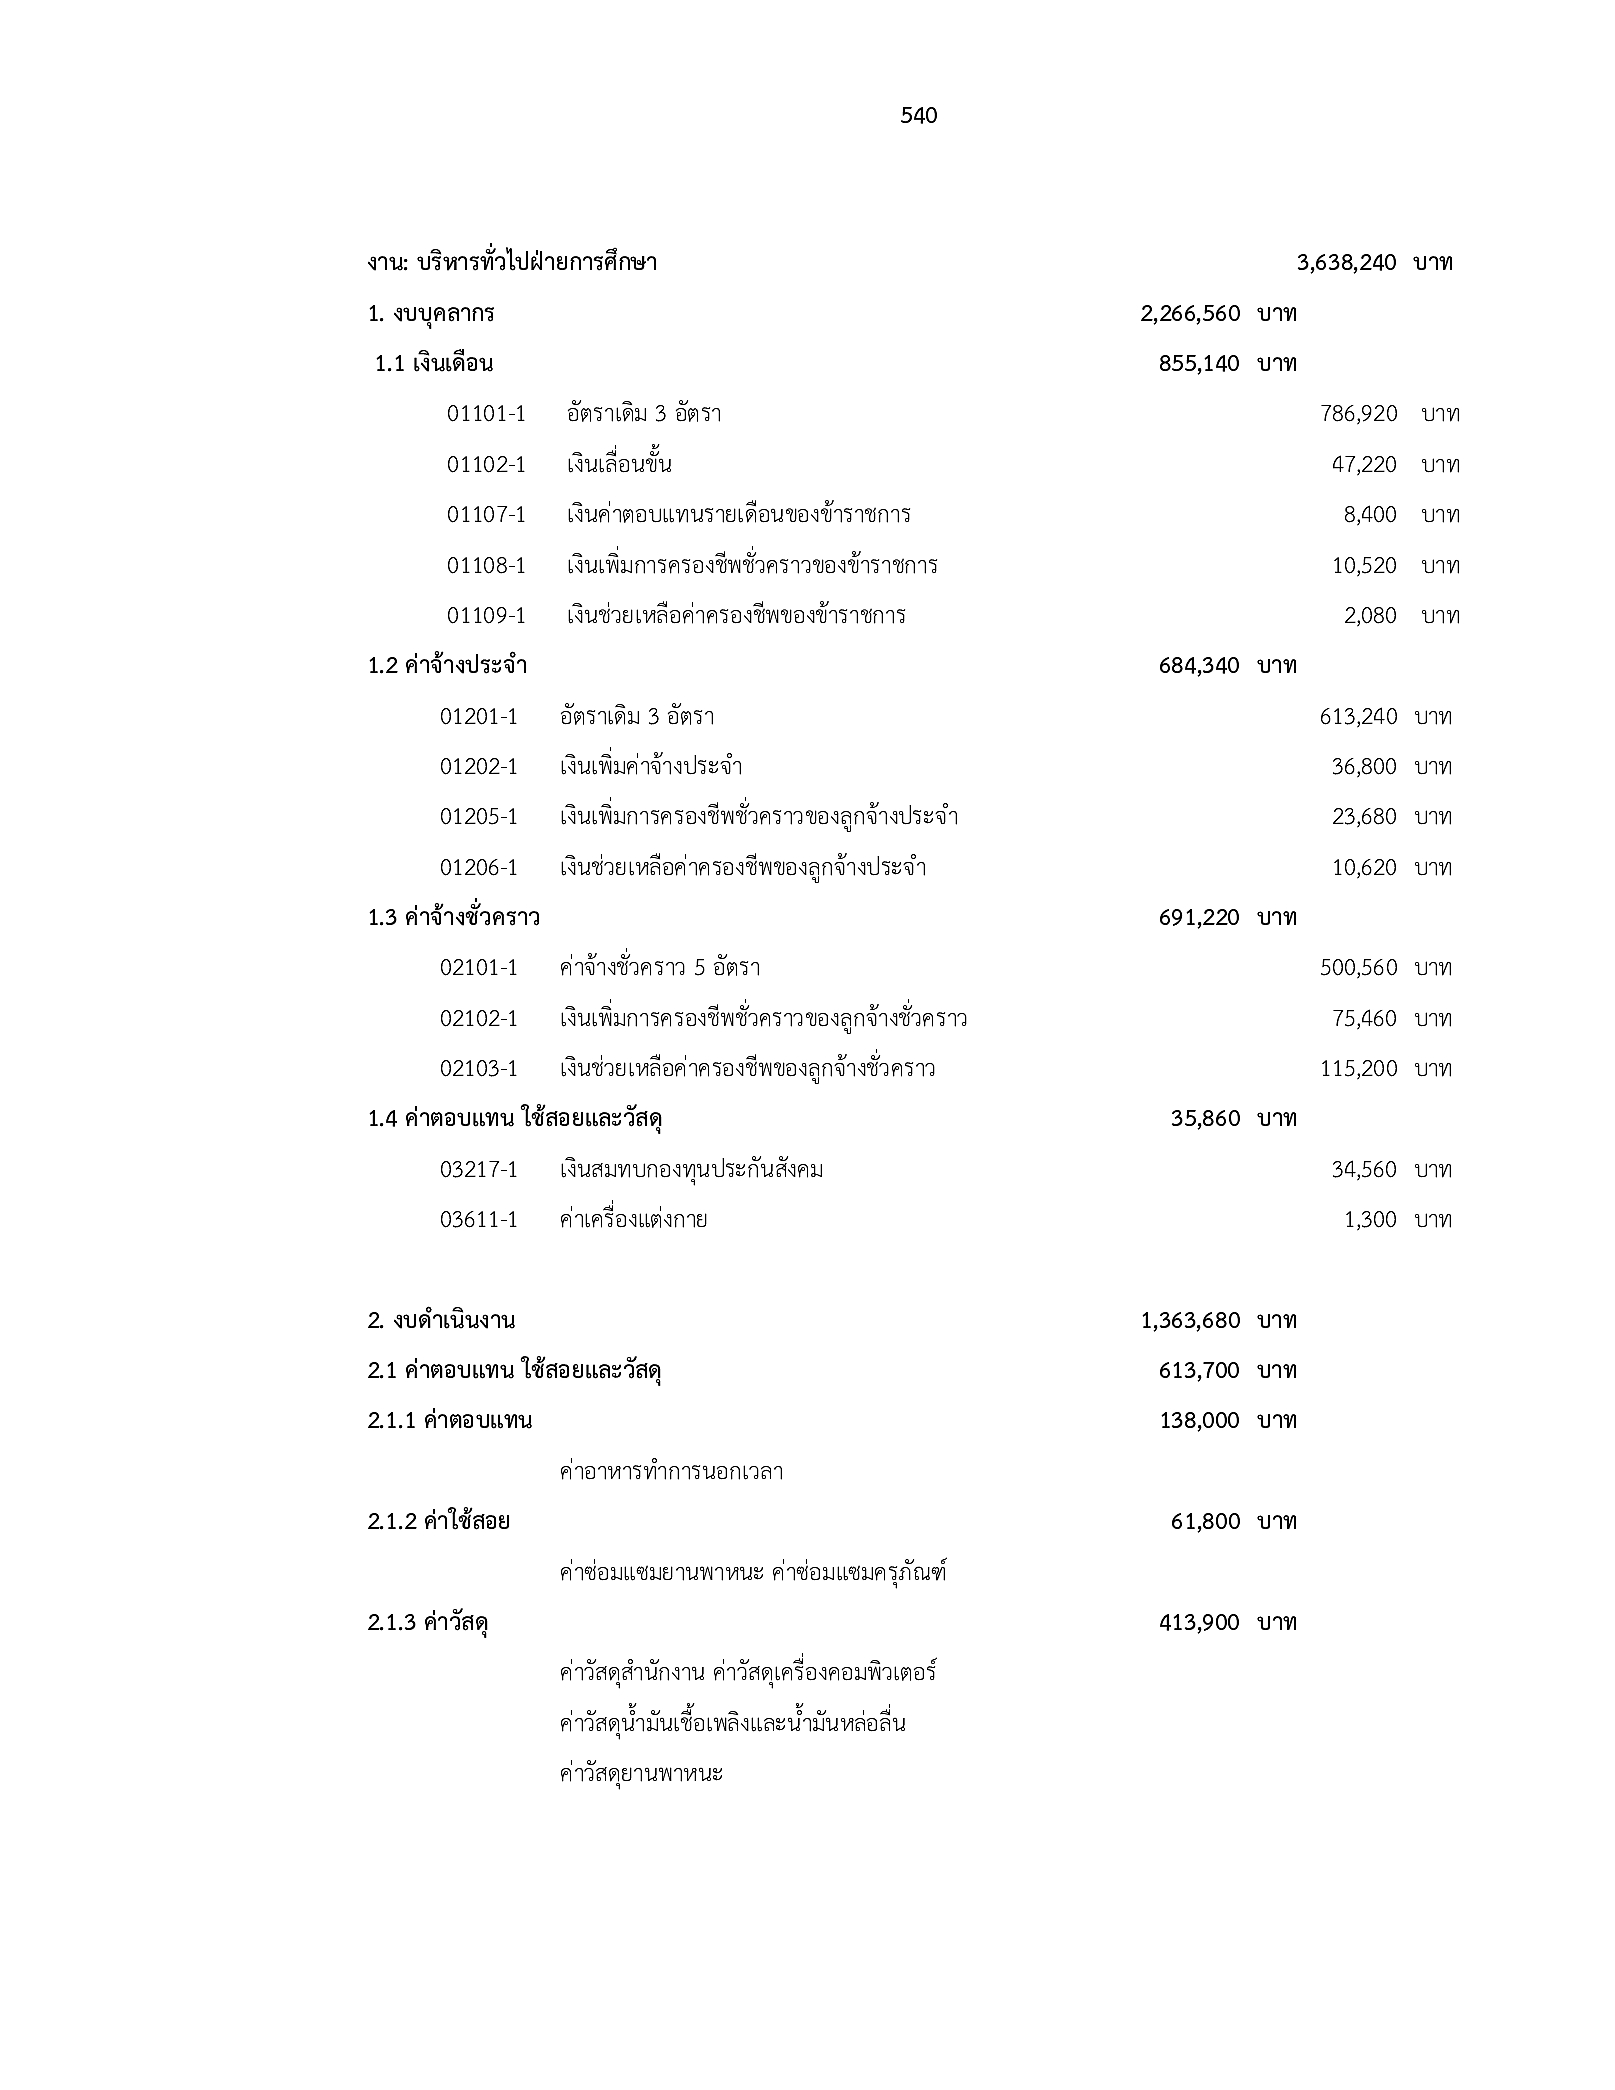 540
งาน: บริหารทั่วไปฝ่ายการศึกษา 3,638,240 บาท
1. งบบุคลากร 2,266,560 บาท
1.1 เงินเดือน 855,140 บาท
01101-1 อัตราเดิม 3 อัตรา 786,920 บาท
01102-1 เงินเลื่อนขั้น 47,220 บาท
01107-1 เงินค่าตอบแทนรายเดือนของข้าราชการ 8,400 บาท
01108-1 เงินเพิ่มการครองชีพชั่วคราวของข้าราชการ 10,520 บาท
01109-1 เงินช่วยเหลือค่าครองชีพของข้าราชการ 2,080 บาท
1.2 ค่าจ้างประจำ 684,340 บาท
01201-1 อัตราเดิม 3 อัตรา 613,240 บาท
01202-1 เงินเพิ่มค่าจ้างประจำ 36,800 บาท
01205-1 เงินเพิ่มการครองชีพชั่วคราวของลูกจ้างประจำ 23,680 บาท
01206-1 เงินช่วยเหลือค่าครองชีพของลูกจ้างประจำ 10,620 บาท
1.3 ค่าจ้างชั่วคราว 691,220 บาท
02101-1 ค่าจ้างชั่วคราว 5 อัตรา 500,560 บาท
02102-1 เงินเพิ่มการครองชีพชั่วคราวของลูกจ้างชั่วคราว 75,460 บาท
02103-1 เงินช่วยเหลือค่าครองชีพของลูกจ้างชั่วคราว 115,200 บาท
1.4 ค่าตอบแทน ใช้สอยและวัสดุ 35,860 บาท
03217-1 เงินสมทบกองทุนประกันสังคม 34,560 บาท
03611-1 ค่าเครื่องแต่งกาย 1,300 บาท
2. งบดำเนินงาน 1,363,680 บาท
2.1 ค่าตอบแทน ใช้สอยและวัสดุ 613,700 บาท
2.1.1 ค่าตอบแทน 138,000 บาท
ค่าอาหารทำการนอกเวลา
2.1.2 ค่าใช้สอย 61,800 บาท
ค่าซ่อมแซมยานพาหนะ ค่าซ่อมแซมครุภัณฑ์
2.1.3 ค่าวัสดุ 413,900 บาท
ค่าวัสดุสำนักงาน ค่าวัสดุเครื่องคอมพิวเตอร์
ค่าวัสดุน้ำมันเชื้อเพลิงและน้ำมันหล่อลื่น
ค่าวัสดุยานพาหนะ